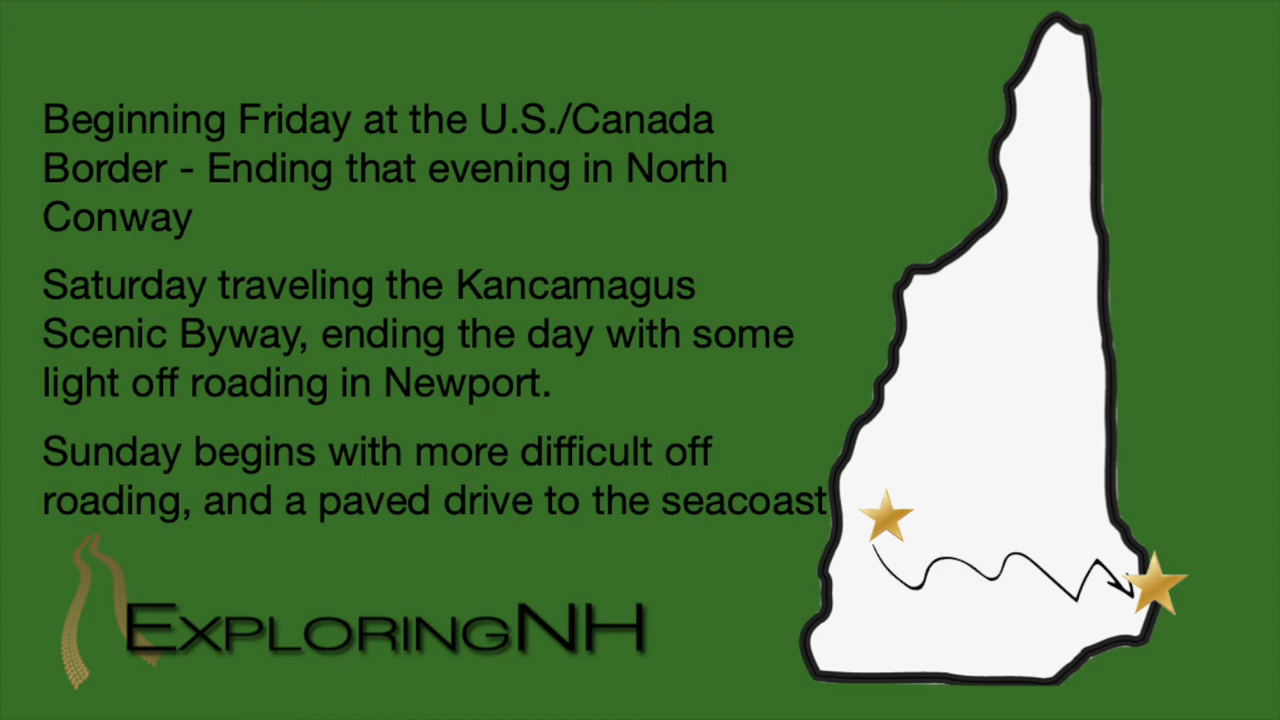 Beginning Friday at the U.S./Canada
Border - Ending that evening in North
Conway
Saturday traveling the Kancamagus
Scenic Byway, ending the day with some
light off roading in Newport.
Sunday begins with more difficult off
roading, and a paved drive to the seacoast
EXPLORINGNH